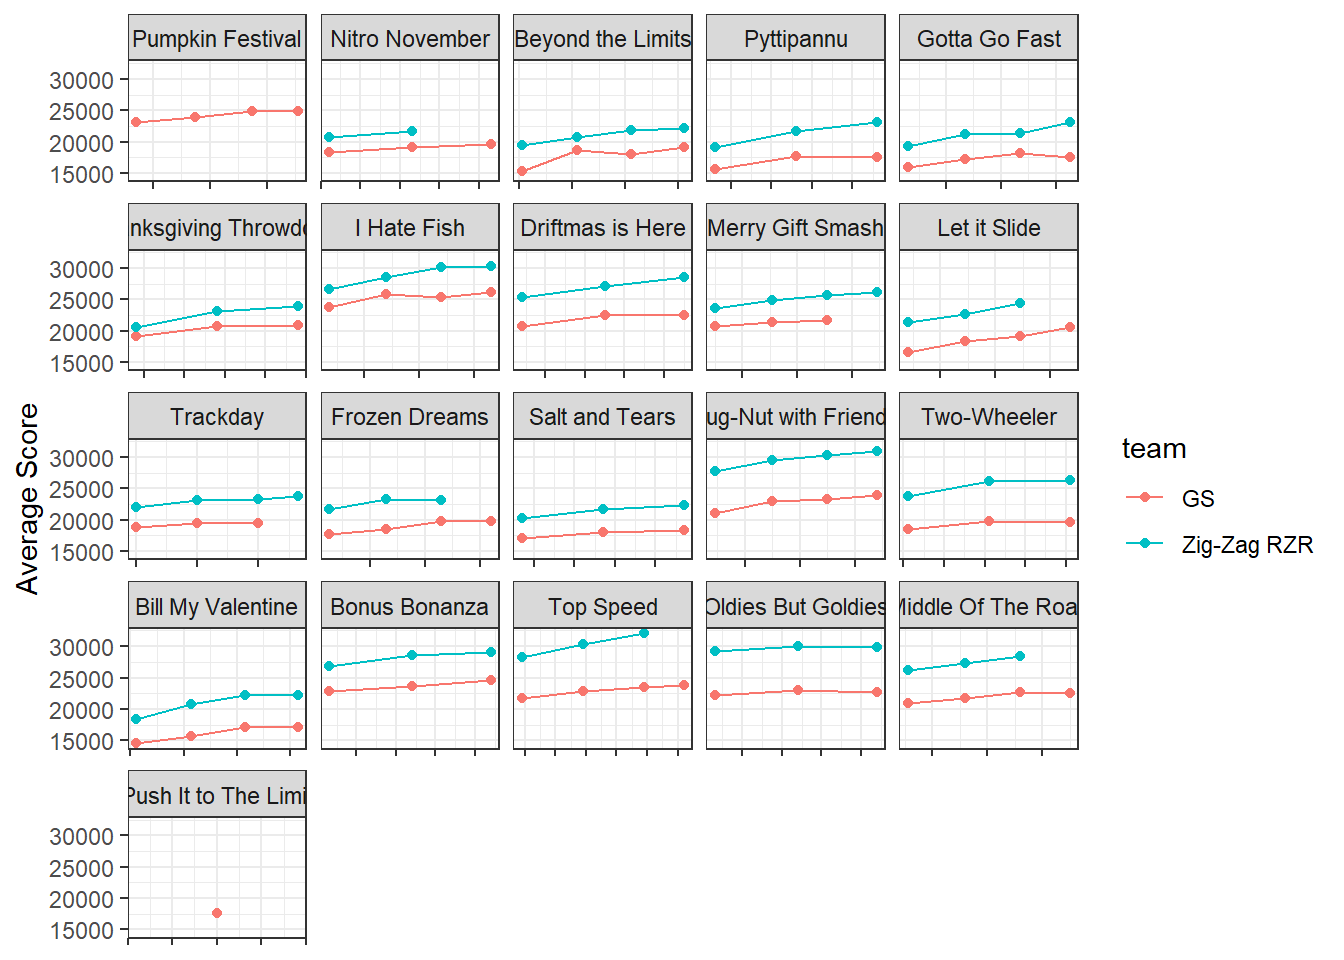 Pumpkin Festival
Nitro November
Beyond the Limits
Pyttipannu
Gotta Go Fast
30000
25000
20000
15000
nksgiving Throwd
I Hate Fish
Driftmas is Here
Merry Gift Smash
Let it Slide
30000
25000
20000
15000
Trackday
Frozen Dreams
Salt and Tears
ug-Nut with Friend
Two-Wheeler
30000
25000
20000
15000
Average Score
team
GS
Zig-Zag RZR
Bill My Valentine
Bonus Bonanza
Top Speed
Oldies But Goldies
Middle Of The Roa
30000
25000
20000
15000
Push It to The Limi
30000
25000
20000
15000